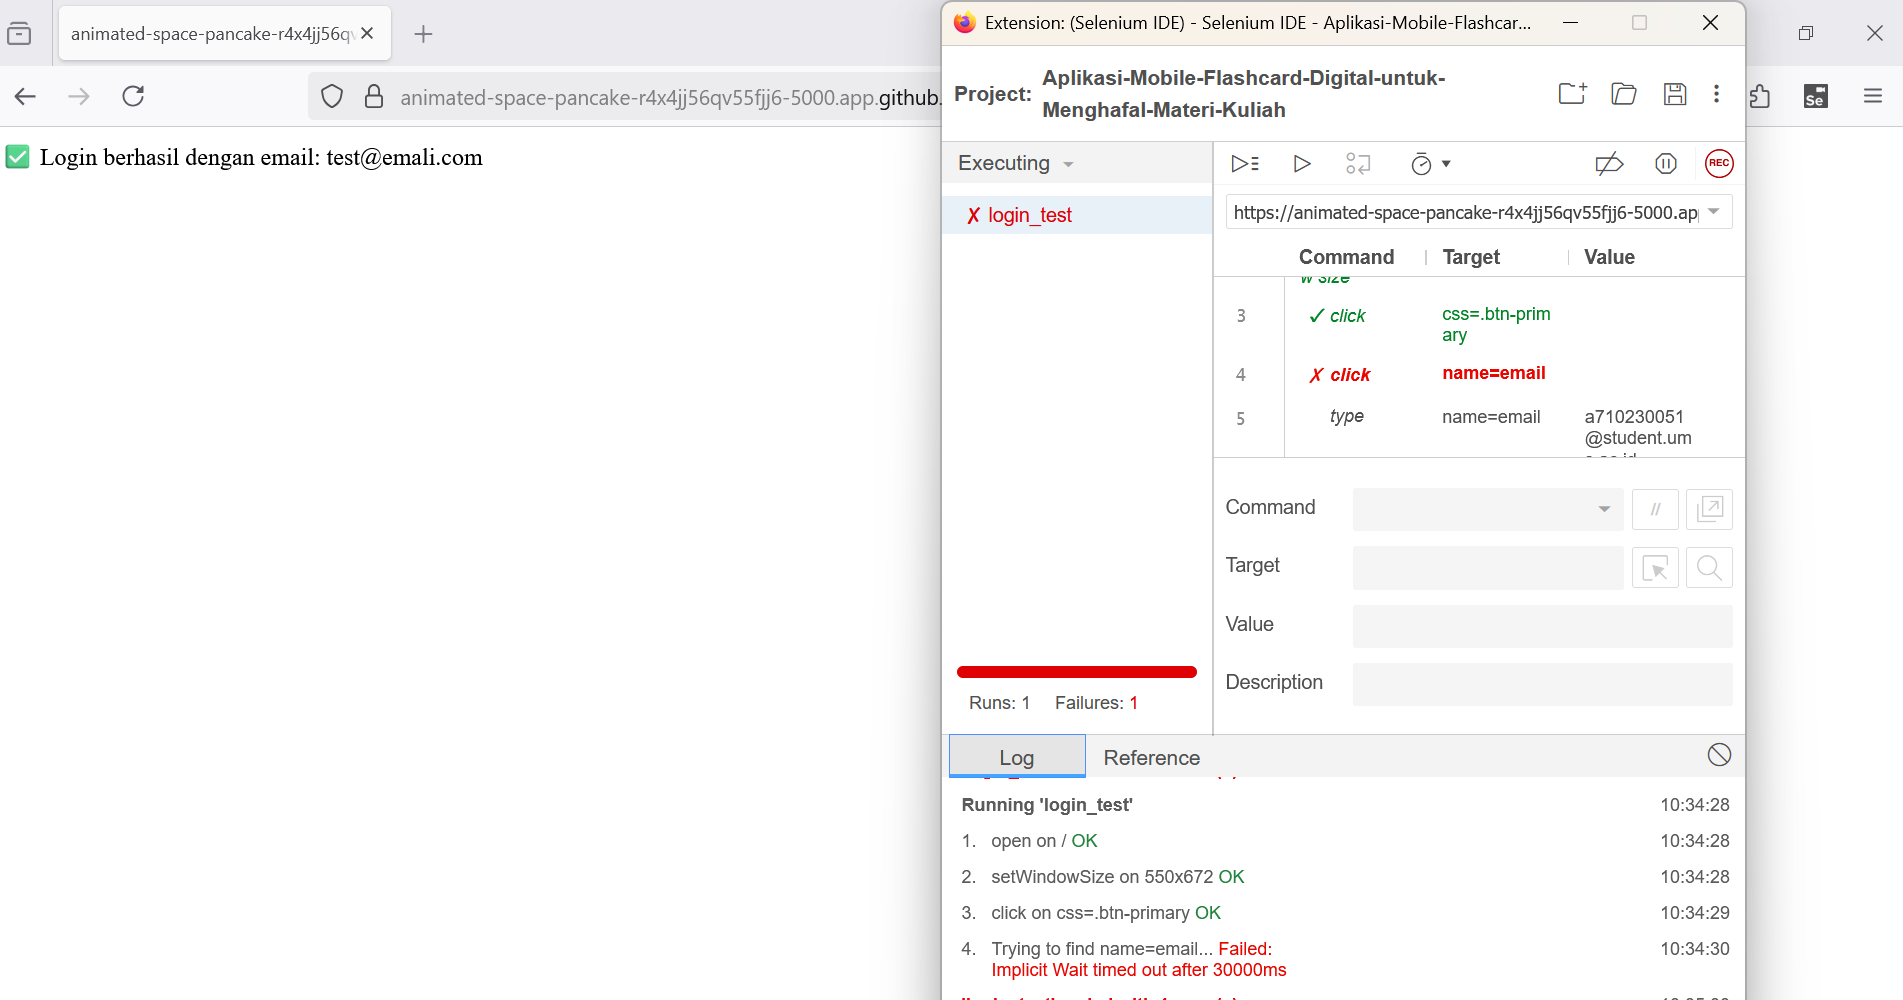 animated-space-pancake-r4x4jj56qv
animated-space-pancake-r4x4jj56qv55fjj6-5000.app.github.
✅ Login berhasil dengan email: test@emali.com
Extension: (Selenium IDE) - Selenium IDE - Aplikasi-Mobile-Flashcar...
Project:
Aplikasi-Mobile-Flashcard-Digital-untuk-
Menghafal-Materi-Kuliah
Se
Executing
REC
✗ login_test
https://animated-space-pancake-r4x4jj56qv55fjj6-5000.ap
Command Target Value
w size
3 ✓ click css=.btn-prim
ary
4 ✗ click name=email
5 type name=email a710230051
@student.um
Command
//
Target
Value
Description
Runs: 1 Failures: 1
Log Reference
Running 'login_test' 10:34:28
1. open on / OK 10:34:28
2. setWindowSize on 550x672 OK 10:34:28
3. click on css=.btn-primary OK 10:34:29
4. Trying to find name=email... Failed: 10:34:30
Implicit Wait timed out after 30000ms